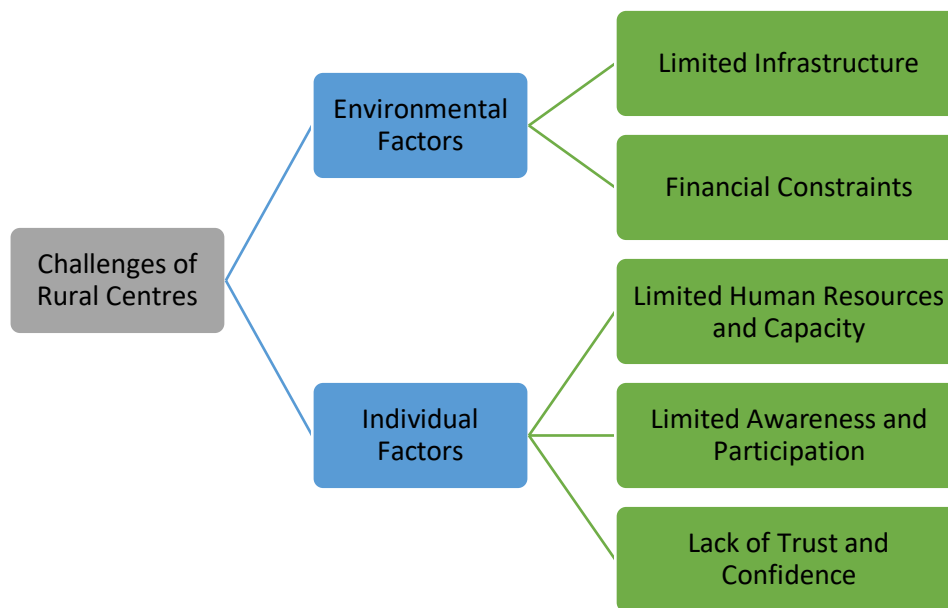 Challenges of
Rural Centres
Environmental
Factors
Limited Infrastructure
Financial Constraints
Individual
Factors
Limited Human Resources
and Capacity
Limited Awareness and
Participation
Lack of Trust and
Confidence